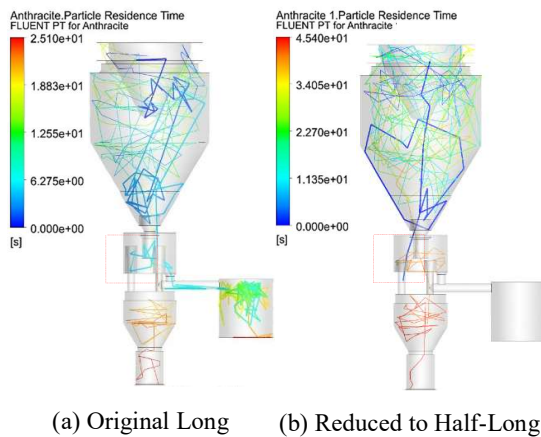 Anthracite.Particle Residence Time
FLUENT PT for Anthracite
2.510e+01
1.883e+01
1.255e+01
6.275e+00
0.000e+00
[s]
Anthracite 1.Particle Residence Time
FLUENT PT for Anthracite
4.540e+01
3.405e+01
2.270e+01
1.135e+01
0.000e+00
[s]
(a) Original Long
(b) Reduced to Half-Long